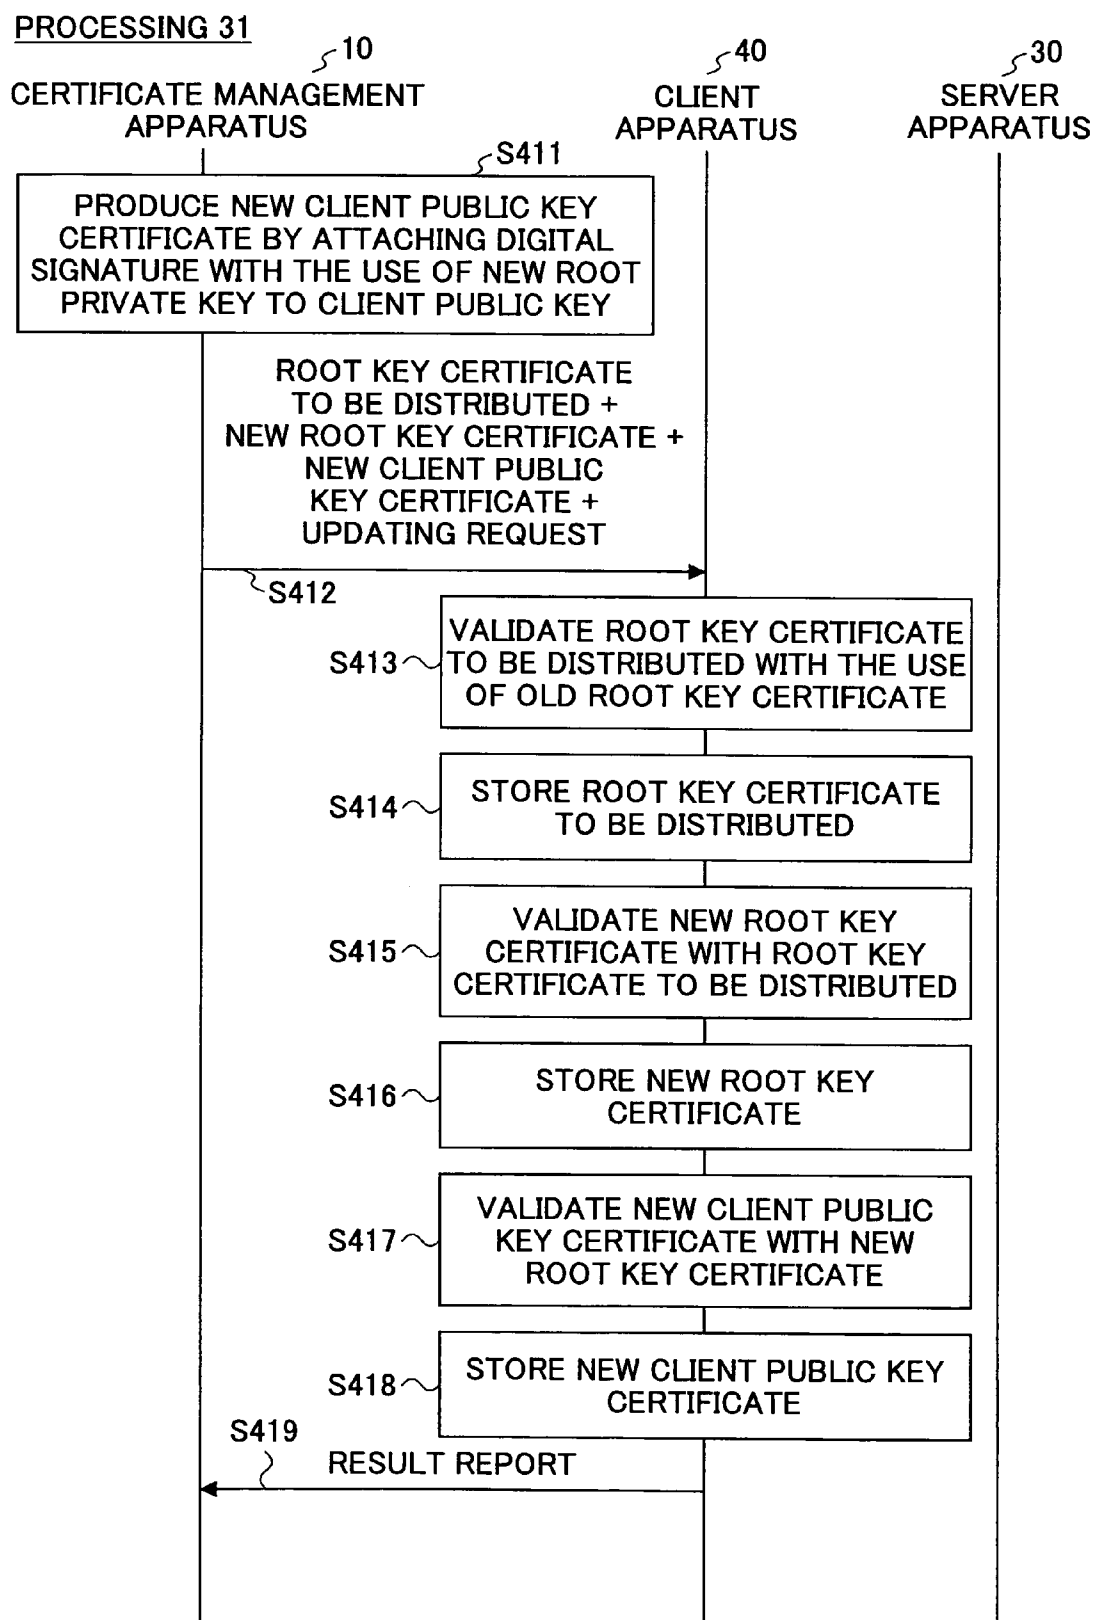 PROCESSING 31
10
CERTIFICATE MANAGEMENT
APPARATUS
40
CLIENT
APPARATUS
30
SERVER
APPARATUS
S411
PRODUCE NEW CLIENT PUBLIC KEY
CERTIFICATE BY ATTACHING DIGITAL
SIGNATURE WITH THE USE OF NEW ROOT
PRIVATE KEY TO CLIENT PUBLIC KEY
ROOT KEY CERTIFICATE
TO BE DISTRIBUTED +
NEW ROOT KEY CERTIFICATE +
NEW CLIENT PUBLIC
KEY CERTIFICATE +
UPDATING REQUEST
S412
S413
VALIDATE ROOT KEY CERTIFICATE
TO BE DISTRIBUTED WITH THE USE
OF OLD ROOT KEY CERTIFICATE
S414
STORE ROOT KEY CERTIFICATE
TO BE DISTRIBUTED
S415
VALIDATE NEW ROOT KEY
CERTIFICATE WITH ROOT KEY
CERTIFICATE TO BE DISTRIBUTED
S416
STORE NEW ROOT KEY
CERTIFICATE
S417
VALIDATE NEW CLIENT PUBLIC
KEY CERTIFICATE WITH NEW
ROOT KEY CERTIFICATE
S418
STORE NEW CLIENT PUBLIC KEY
CERTIFICATE
S419
RESULT REPORT